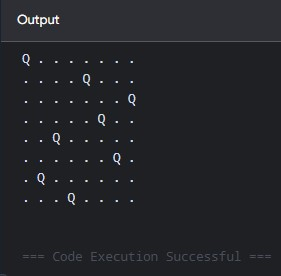 Output
Q . . . . . . .
. . . . Q . . .
. . . . . . . Q
. . . . . Q . .
. . Q . . . . .
. . . . . . Q .
. Q . . . . . .
. . . Q . . . .
=== Code Execution Successful ===